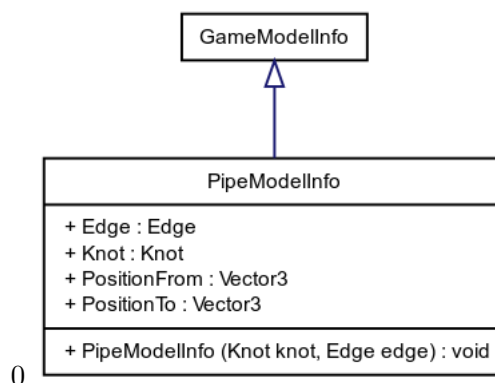 GameModelInfo
PipeModelInfo
+ Edge : Edge
+ Knot : Knot
+ PositionFrom : Vector3
+ PositionTo : Vector3
+ PipeModelInfo (Knot knot, Edge edge) : void
0